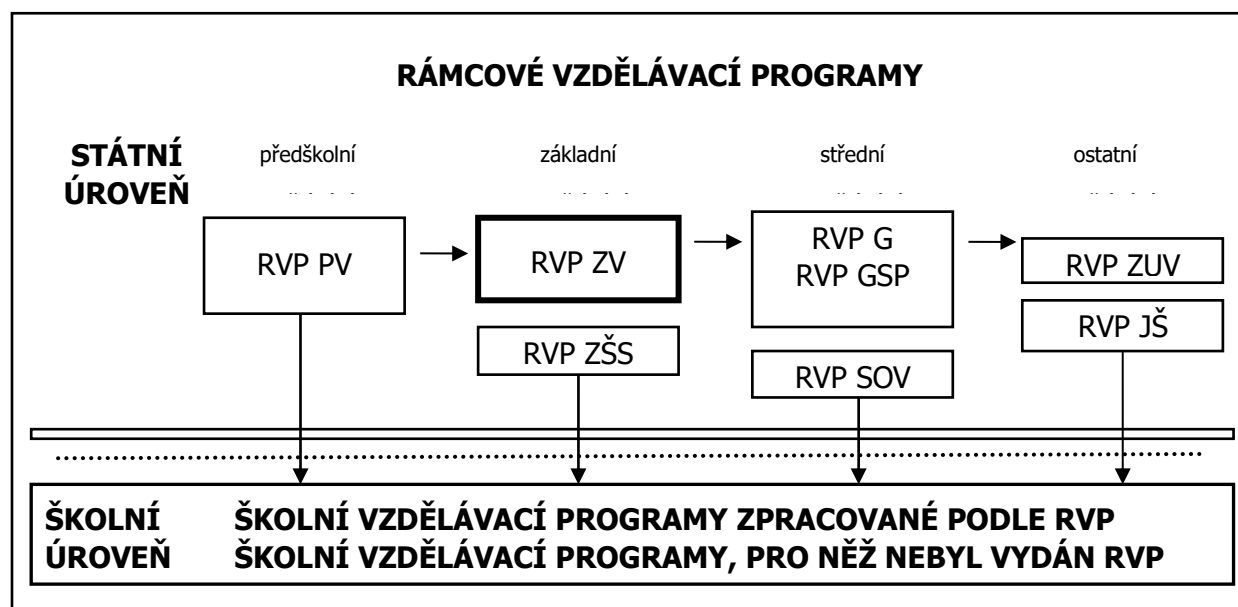 RÁMCOVÉ VZDĚLÁVACÍ PROGRAMY
STÁTNÍ ÚROVEŇ
předškolní
základní
střední
ostatní
RVP PV
RVP ZV
RVP G
RVP GSP
RVP ZUV
RVP ZŠS
RVP JŠ
RVP SOV
ŠKOLNÍ ÚROVEŇ
ŠKOLNÍ VZDĚLÁVACÍ PROGRAMY ZPRACOVANÉ PODLE RVP
ŠKOLNÍ VZDĚLÁVACÍ PROGRAMY, PRO NĚŽ NEBYL VYDÁN RVP